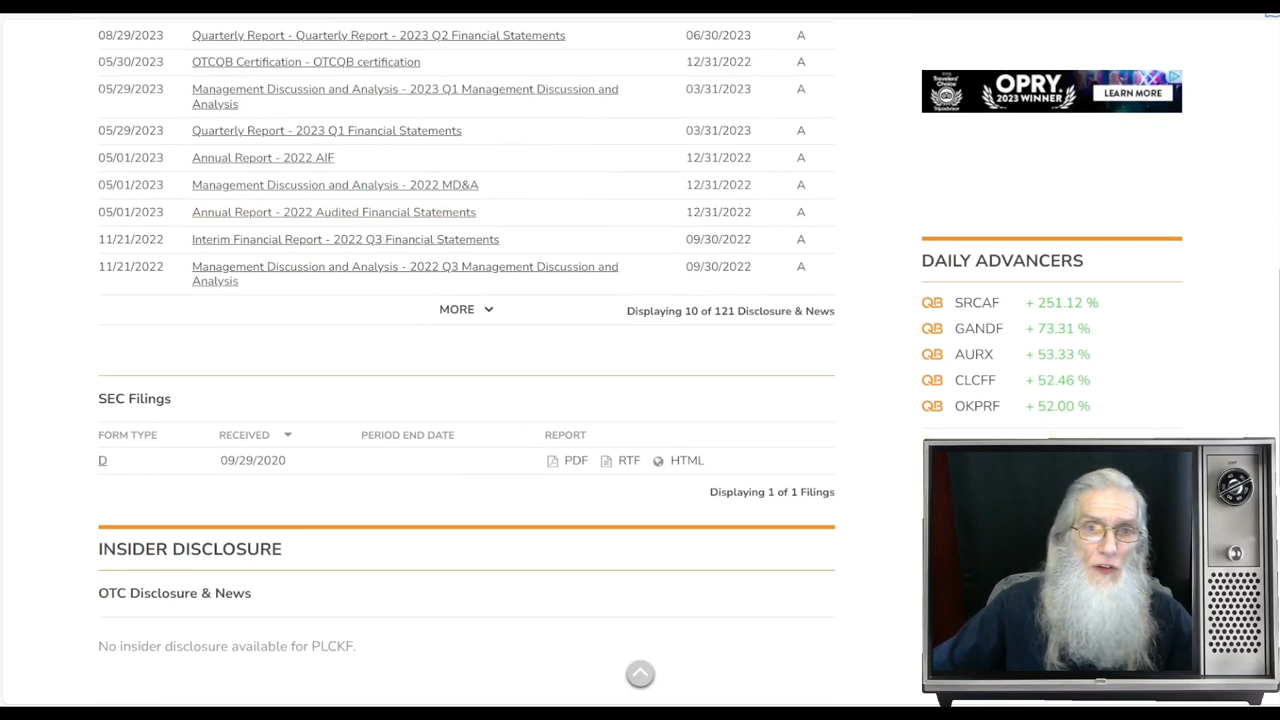 08/29/2023 Quarterly Report - Quarterly Report - 2023 Q2 Financial Statements 06/30/2023 A
05/30/2023 OTCQB Certification - OTCQB certification 12/31/2022 A
05/29/2023 Management Discussion and Analysis - 2023 Q1 Management Discussion and 03/31/2023 A
Analysis
05/29/2023 Quarterly Report - 2023 Q1 Financial Statements 03/31/2023 A
05/01/2023 Annual Report - 2022 AIF 12/31/2022 A
05/01/2023 Management Discussion and Analysis - 2022 MD&A 12/31/2022 A
05/01/2023 Annual Report - 2022 Audited Financial Statements 12/31/2022 A
11/21/2022 Interim Financial Report - 2022 Q3 Financial Statements 09/30/2022 A
11/21/2022 Management Discussion and Analysis - 2022 Q3 Management Discussion and 09/30/2022 A
Analysis
MORE Displaying 10 of 121 Disclosure & News
SEC Filings
FORM TYPE RECEIVED PERIOD END DATE REPORT
D 09/29/2020 PDF RTF HTML
Displaying 1 of 1 Filings
INSIDER DISCLOSURE
OTC Disclosure & News
No insider disclosure available for PLCKF.
Travelers'
Choice
Tripadvisor
OPRY.
2023 WINNER
LEARN MORE
DAILY ADVANCERS
QB SRCAF + 251.12 %
QB GANDF + 73.31 %
QB AURX + 53.33 %
QB CLCFF + 52.46 %
QB OKPRF + 52.00 %